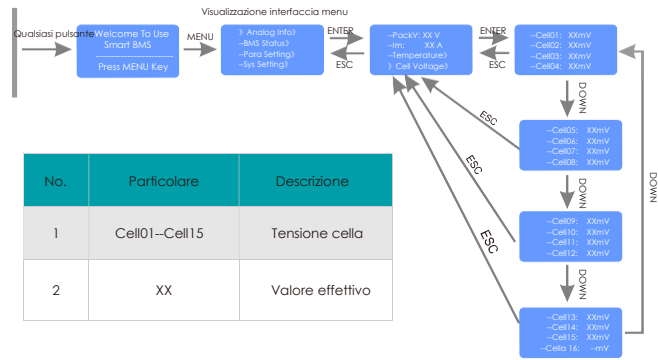 Visualizzazione interfaccia menu
Qualsiasi pulsante
Welcome To Use
Smart BMS
----------------------
Press MENU Key
MENU
》 Analog Info》
--BMS Status》
--Para Setting》
--Sys Setting》
ENTER
ESC
--PackV: XX V
--Im: XX A
--Temperature》
》 Cell Voltage》
ENTER
ESC
--Cell01: XXmV
--Cell02: XXmV
--Cell03: XXmV
--Cell04: XXmV
DOWN
ESC
--Cell05: XXmV
--Cell06: XXmV
--Cell07: XXmV
--Cell08: XXmV
DOWN
ESC
--Cell09: XXmV
--Cell10: XXmV
--Cell11: XXmV
--Cell12: XXmV
DOWN
ESC
--Cell13: XXmV
--Cell14: XXmV
--Cell15: XXmV
--Cella 16: --mV
DOWN
No. Particolare Descrizione
1 Cell01--Cell15 Tensione cella
2 XX Valore effettivo